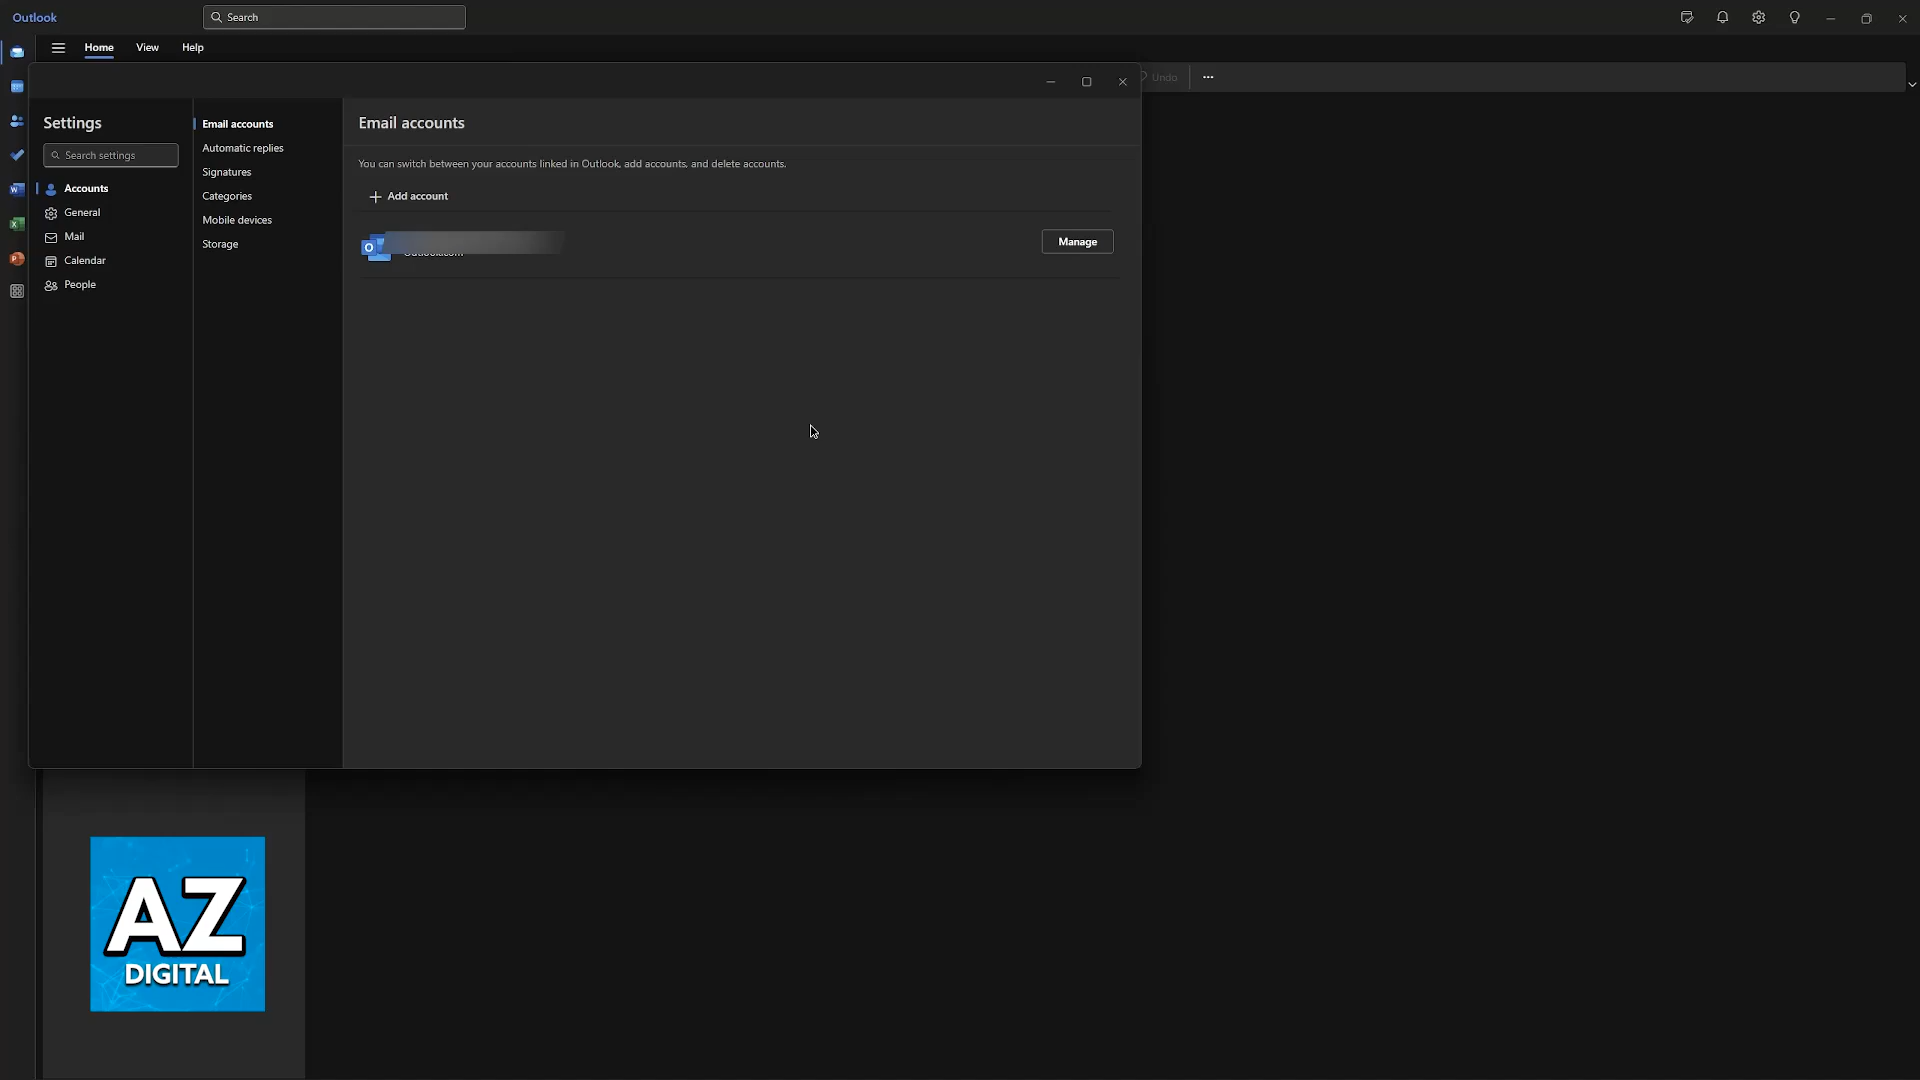 Outlook
Search
Home
View
Help
Undo
Settings
Search settings
Accounts
General
Mail
Calendar
People
Email accounts
Automatic replies
Signatures
Categories
Mobile devices
Storage
Email accounts
You can switch between your accounts linked in Outlook, add accounts, and delete accounts.
Add account
Outlook.com
Manage
AZ
DIGITAL